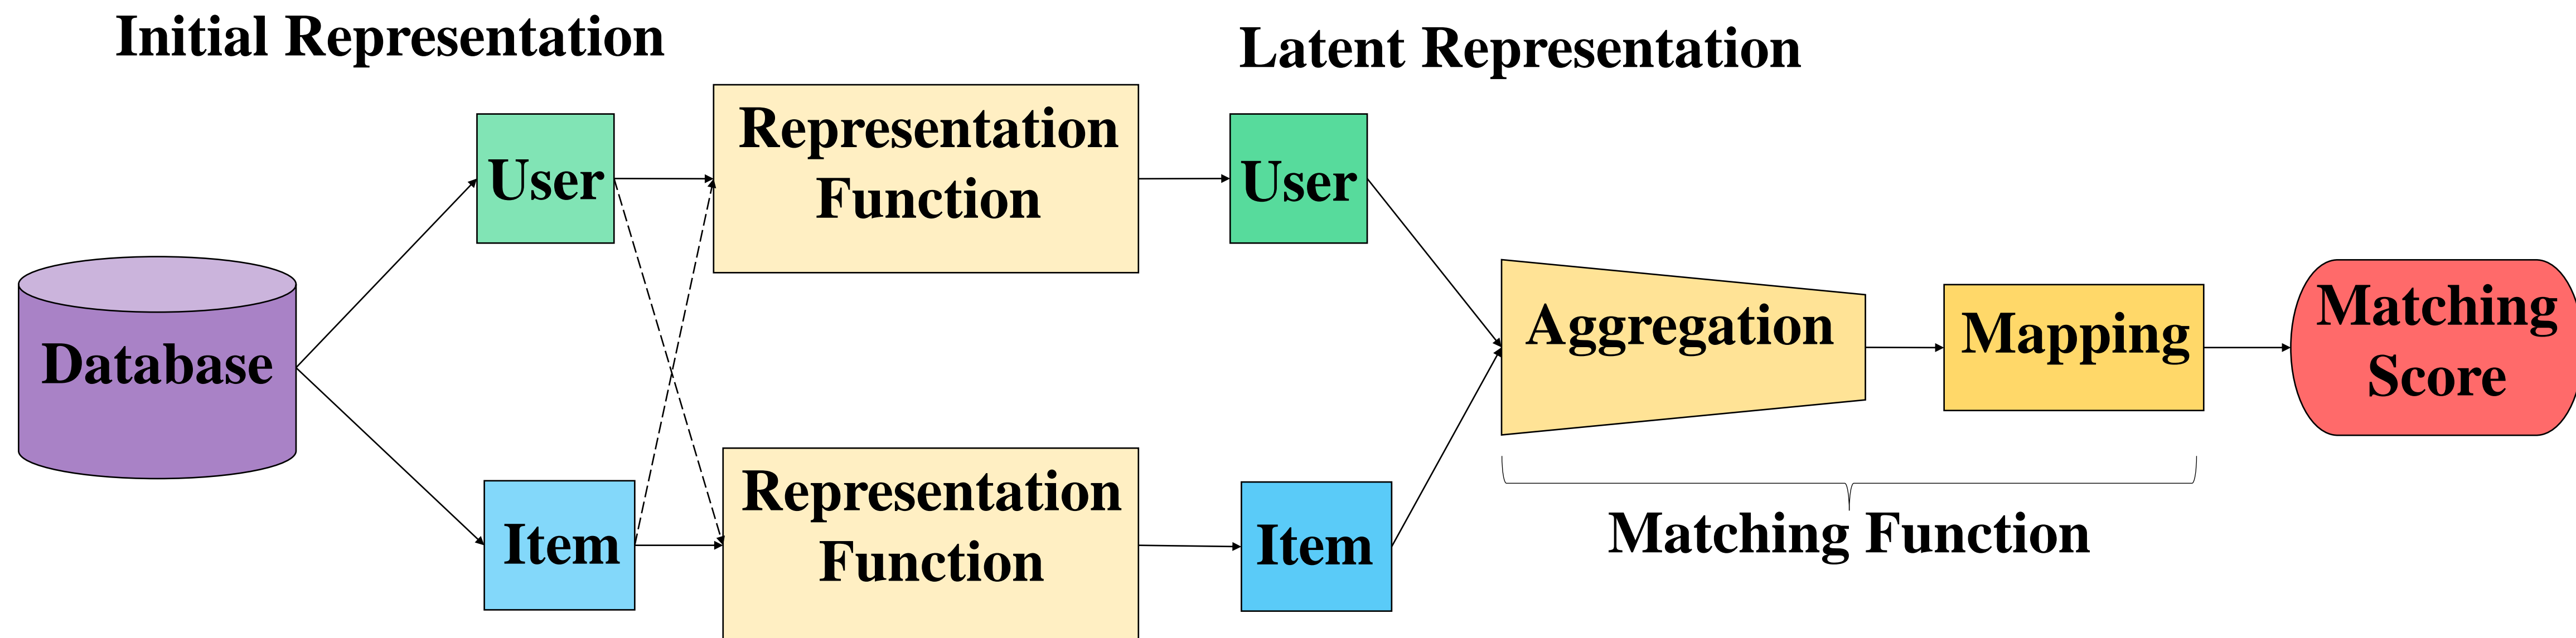 Initial Representation
Latent Representation
Database
User
Item
Representation
Function
Representation
Function
User
Item
Aggregation
Mapping
Matching Function
Matching
Score